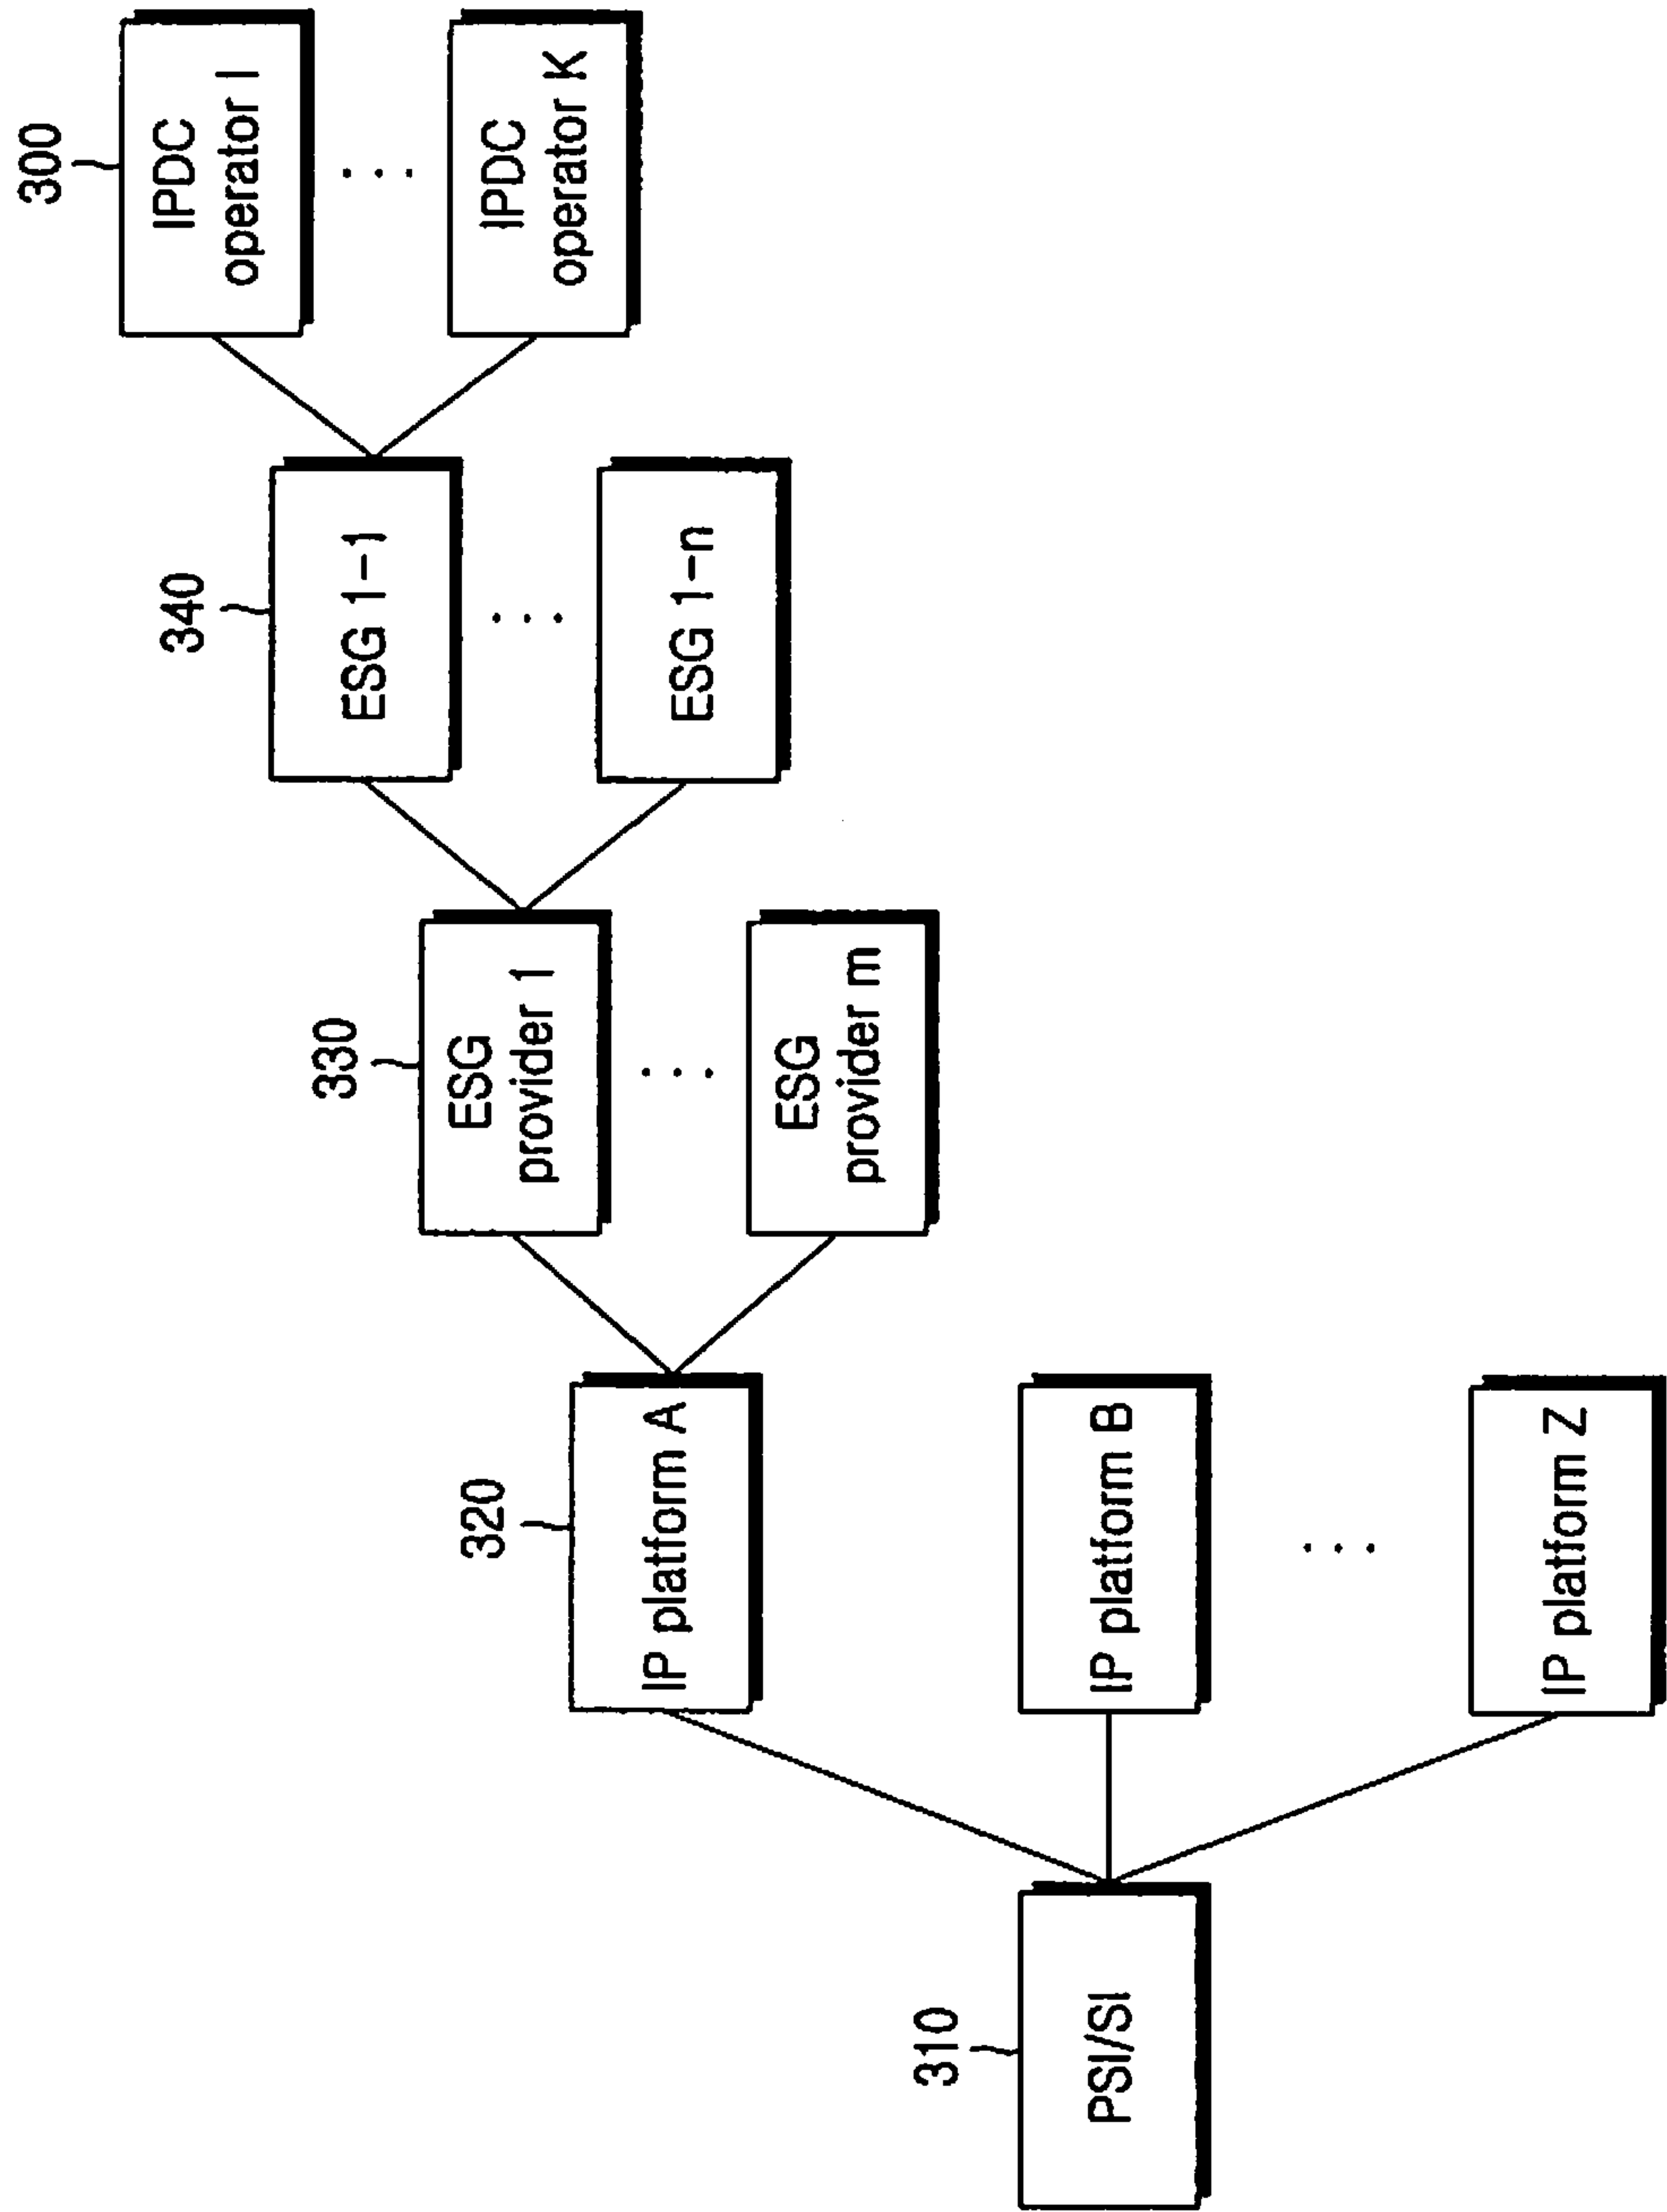 310
PSI/SI
320
IP platform A
IP platform B
. . .
IP platform Z
330
ESG
provider 1
. . .
ESG
provider m
340
ESG 1-1
. . .
ESG 1-n
300
IPDC
operator I
. . .
IPDC
operator K